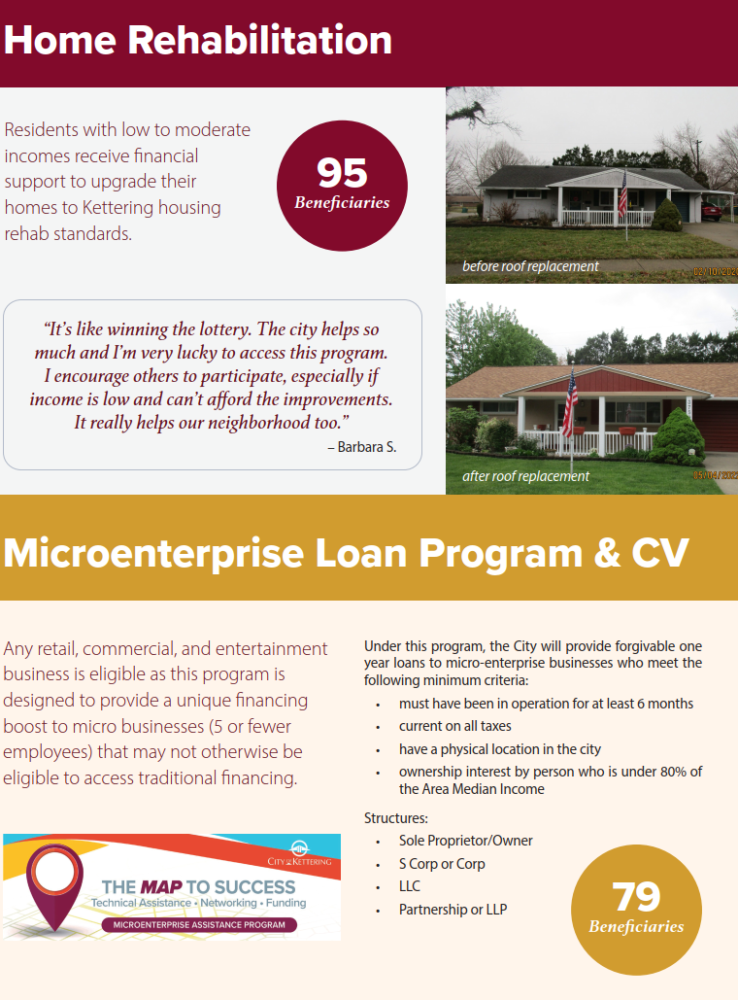 Home Rehabilitation
Residents with low to moderate
incomes receive financial
support to upgrade their
homes to Kettering housing
rehab standards.
95
Beneficiaries
before roof replacement
“It’s like winning the lottery. The city helps so
much and I’m very lucky to access this program.
I encourage others to participate, especially if
income is low and can’t afford the improvements.
It really helps our neighborhood too.”
– Barbara S.
after roof replacement
Microenterprise Loan Program & CV
Any retail, commercial, and entertainment
business is eligible as this program is
designed to provide a unique financing
boost to micro businesses (5 or fewer
employees) that may not otherwise be
eligible to access traditional financing.
CITY OF KETTERING
THE MAP TO SUCCESS
Technical Assistance • Networking • Funding
MICROENTERPRISE ASSISTANCE PROGRAM
Under this program, the City will provide forgivable one
year loans to micro-enterprise businesses who meet the
following minimum criteria:
• must have been in operation for at least 6 months
• current on all taxes
• have a physical location in the city
• ownership interest by person who is under 80% of
the Area Median Income
Structures:
• Sole Proprietor/Owner
• S Corp or Corp
• LLC
• Partnership or LLP
79
Beneficiaries